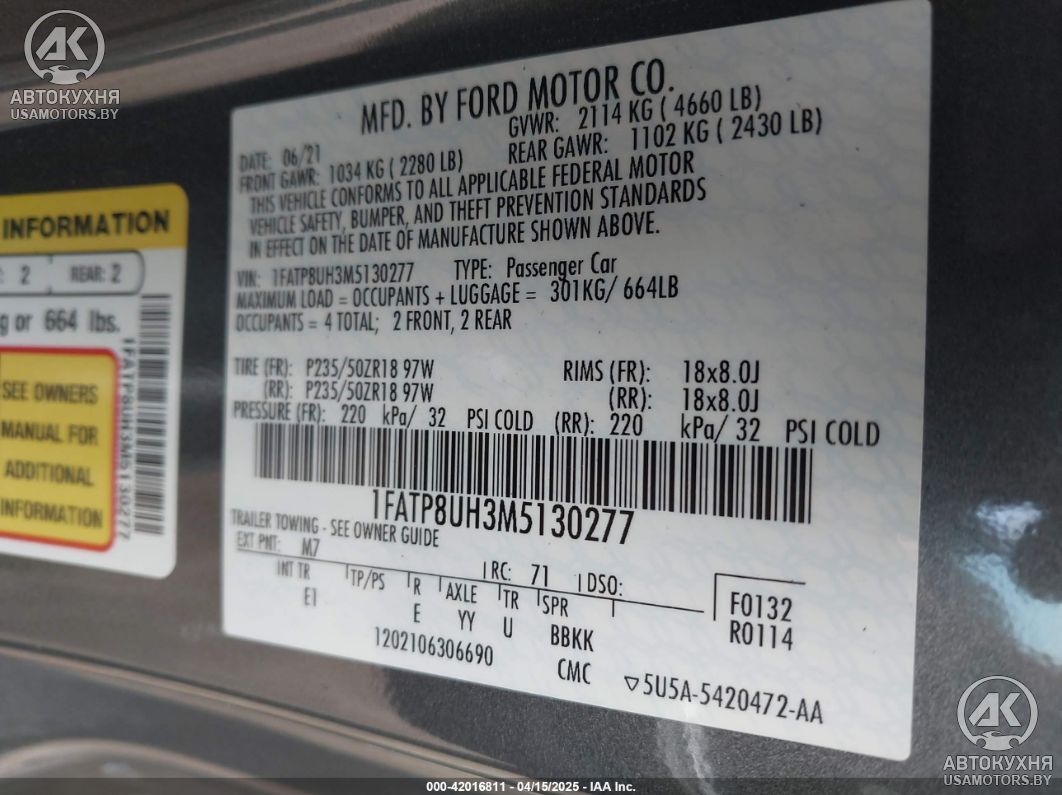 AK
АВТОКУХНЯ
USAMOTORS.BY
INFORMATION
2 REAR: 2
g or 664 lbs.
SEE OWNERS
MANUAL FOR
ADDITIONAL
INFORMATION
1FATP8UH3M5130277
MFD. BY FORD MOTOR CO.
DATE: 06/21 GVWR: 2114 KG ( 4660 LB)
FRONT GAWR: 1034 KG ( 2280 LB) REAR GAWR: 1102 KG ( 2430 LB)
THIS VEHICLE CONFORMS TO ALL APPLICABLE FEDERAL MOTOR
VEHICLE SAFETY, BUMPER, AND THEFT PREVENTION STANDARDS
IN EFFECT ON THE DATE OF MANUFACTURE SHOWN ABOVE.
VIN: 1FATP8UH3M5130277 TYPE: Passenger Car
MAXIMUM LOAD = OCCUPANTS + LUGGAGE = 301KG/ 664LB
OCCUPANTS = 4 TOTAL; 2 FRONT, 2 REAR
TIRE (FR): P235/50ZR18 97W RIMS (FR): 18x8.0J
(RR): P235/50ZR18 97W (RR): 18x8.0J
PRESSURE (FR): 220 kPa/ 32 PSI COLD (RR): 220 kPa/ 32 PSI COLD
1FATP8UH3M5130277
TRAILER TOWING - SEE OWNER GUIDE
EXT PNT: M7 RC: 71 DSO:
INT TR TP/PS R AXLE TR SPR
E1 E YY U BBKK
F0132
R0114
1202106306690 CMC
5U5A-5420472-AA
AK
АВТОКУХНЯ
USAMOTORS.BY
000-42016811 - 04/15/2025 - IAA Inc.